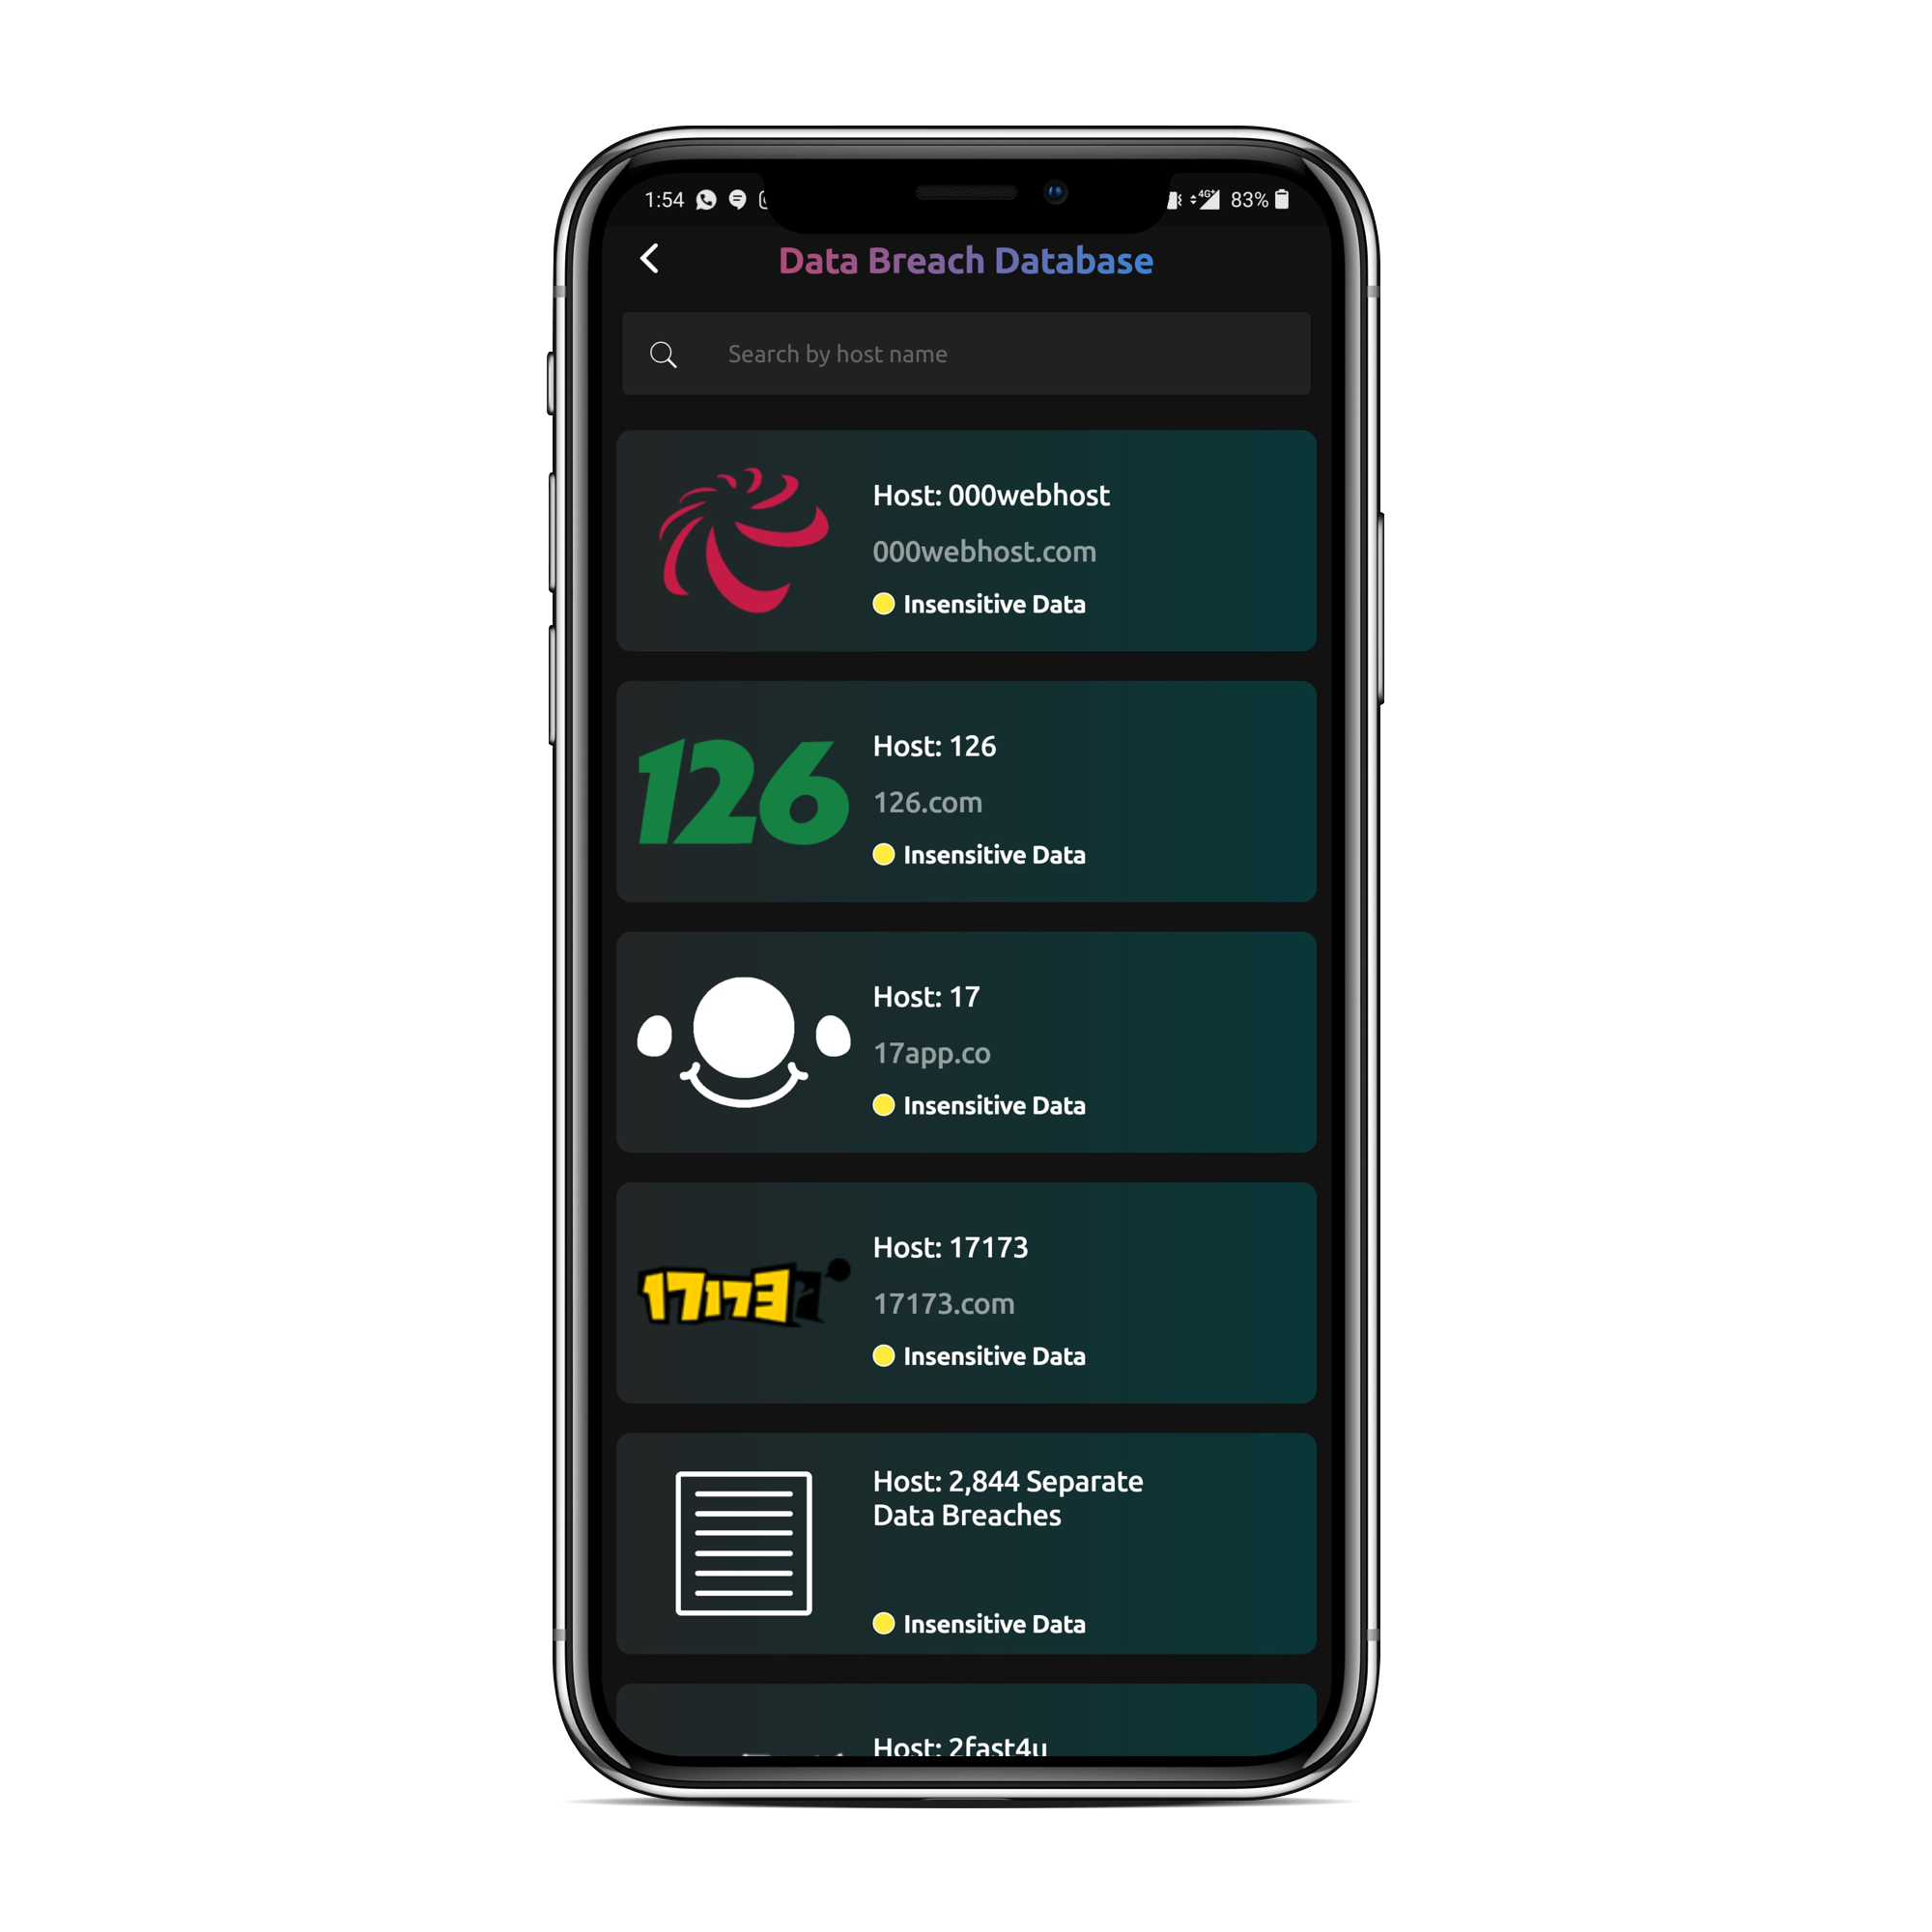 1:54 4G+ 83%
Data Breach Database
Search by host name
Host: 000webhost
000webhost.com
Insensitive Data
126
Host: 126
126.com
Insensitive Data
Host: 17
17app.co
Insensitive Data
17173
Host: 17173
17173.com
Insensitive Data
Host: 2,844 Separate
Data Breaches
Insensitive Data
Host: 2fast4u